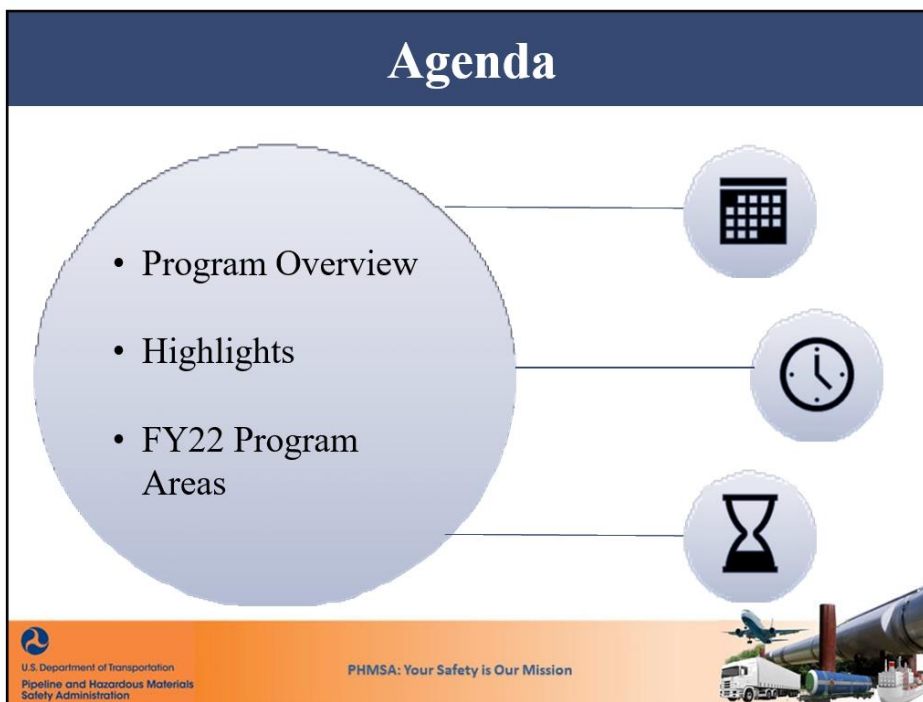 Agenda
• Program Overview
• Highlights
• FY22 Program
Areas
U.S. Department of Transportation
Pipeline and Hazardous Materials
Safety Administration
PHMSA: Your Safety is Our Mission